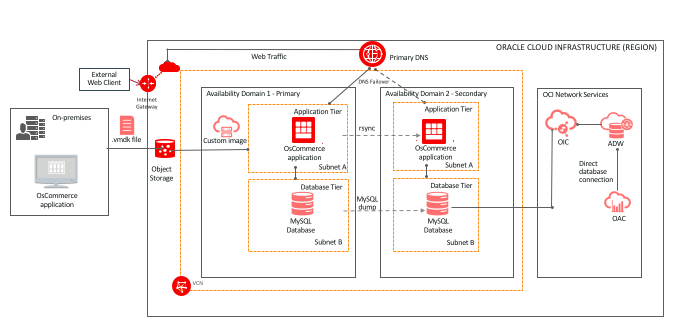 ORACLE CLOUD INFRASTRUCTURE (REGION)
Web Traffic
Primary DNS
External
Web Client
Internet
Gateway
DNS Failover
Availability Domain 1 - Primary
Availability Domain 2 - Secondary
OCI Network Services
On-premises
.vmdk file
OsCommerce
application
Object
Storage
Custom image
Application Tier
OsCommerce
application
Subnet A
rsync
Application Tier
OsCommerce
application
Subnet A
Database Tier
MySQL
Database
Subnet B
MySQL
dump
Database Tier
MySQL
Database
Subnet B
OIC
ADW
Direct
database
connection
OAC
VCN